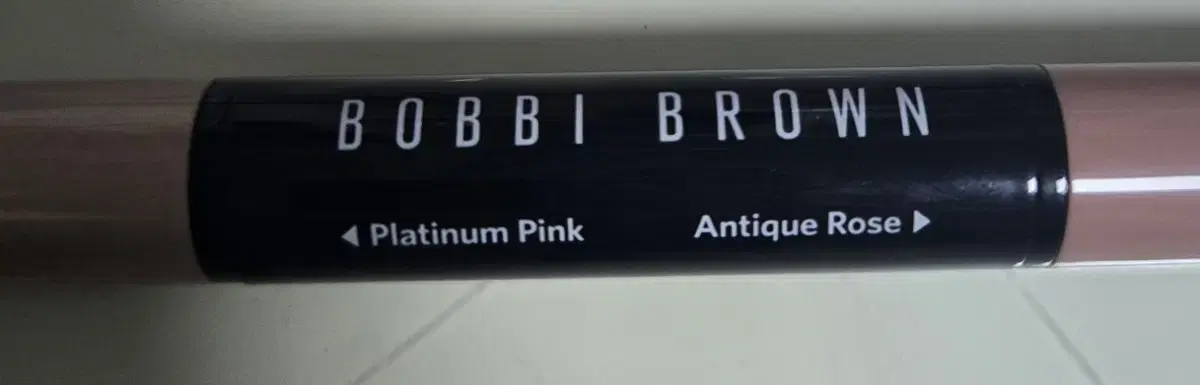 BOBBI BROWN
◀ Platinum Pink Antique Rose ▶